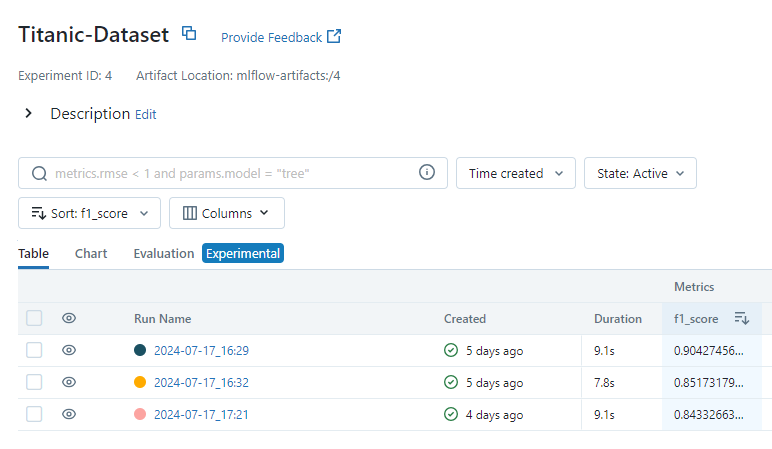 Titanic-Dataset Provide Feedback
Experiment ID: 4 Artifact Location: mlflow-artifacts:/4
Description Edit
metrics.rmse < 1 and params.model = "tree" Time created State: Active
Sort: f1_score Columns
Table Chart Evaluation Experimental
Metrics
Run Name Created Duration f1_score
2024-07-17_16:29 5 days ago 9.1s 0.90427456...
2024-07-17_16:32 5 days ago 7.8s 0.85173179...
2024-07-17_17:21 4 days ago 9.1s 0.84332663...